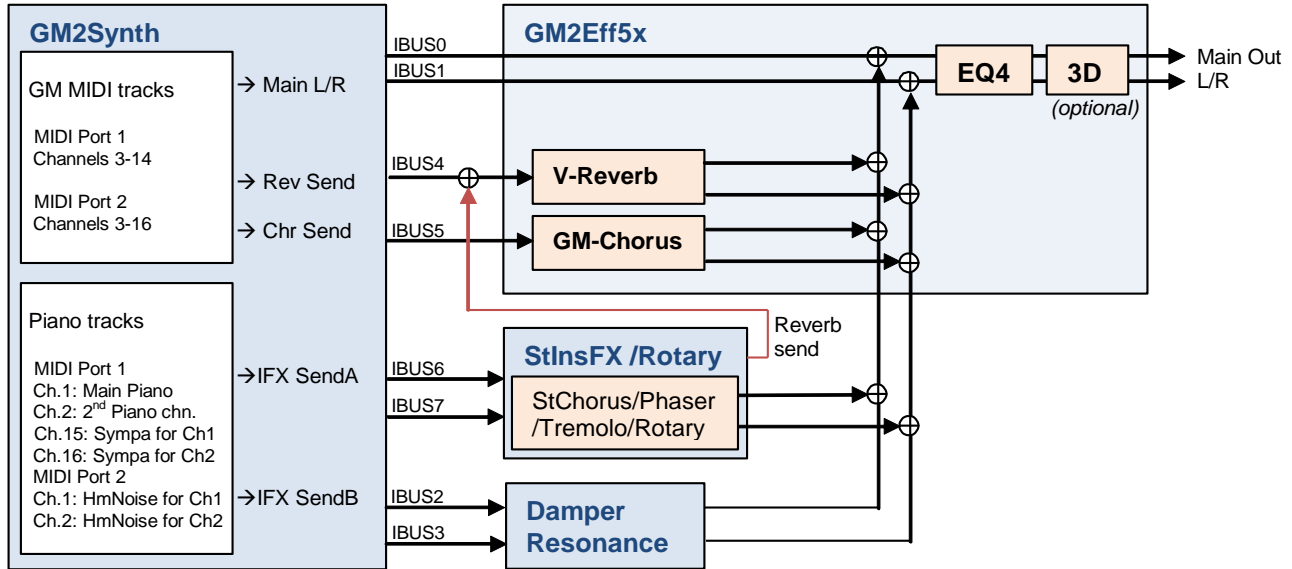 GM2Synth
GM MIDI tracks
MIDI Port 1
Channels 3-14
MIDI Port 2
Channels 3-16
→ Main L/R
→ Rev Send
→ Chr Send
Piano tracks
MIDI Port 1
Ch.1: Main Piano
Ch.2: 2nd Piano chn.
Ch.15: Sympa for Ch1
Ch.16: Sympa for Ch2
MIDI Port 2
Ch.1: HmNoise for Ch1
Ch.2: HmNoise for Ch2
→IFX SendA
→IFX SendB
IBUS0
IBUS1
IBUS4
IBUS5
IBUS6
IBUS7
IBUS2
IBUS3
GM2Eff5x
EQ4
3D
(optional)
Main Out
L/R
V-Reverb
GM-Chorus
Reverb
send
StInsFX /Rotary
StChorus/Phaser
/Tremolo/Rotary
Damper
Resonance